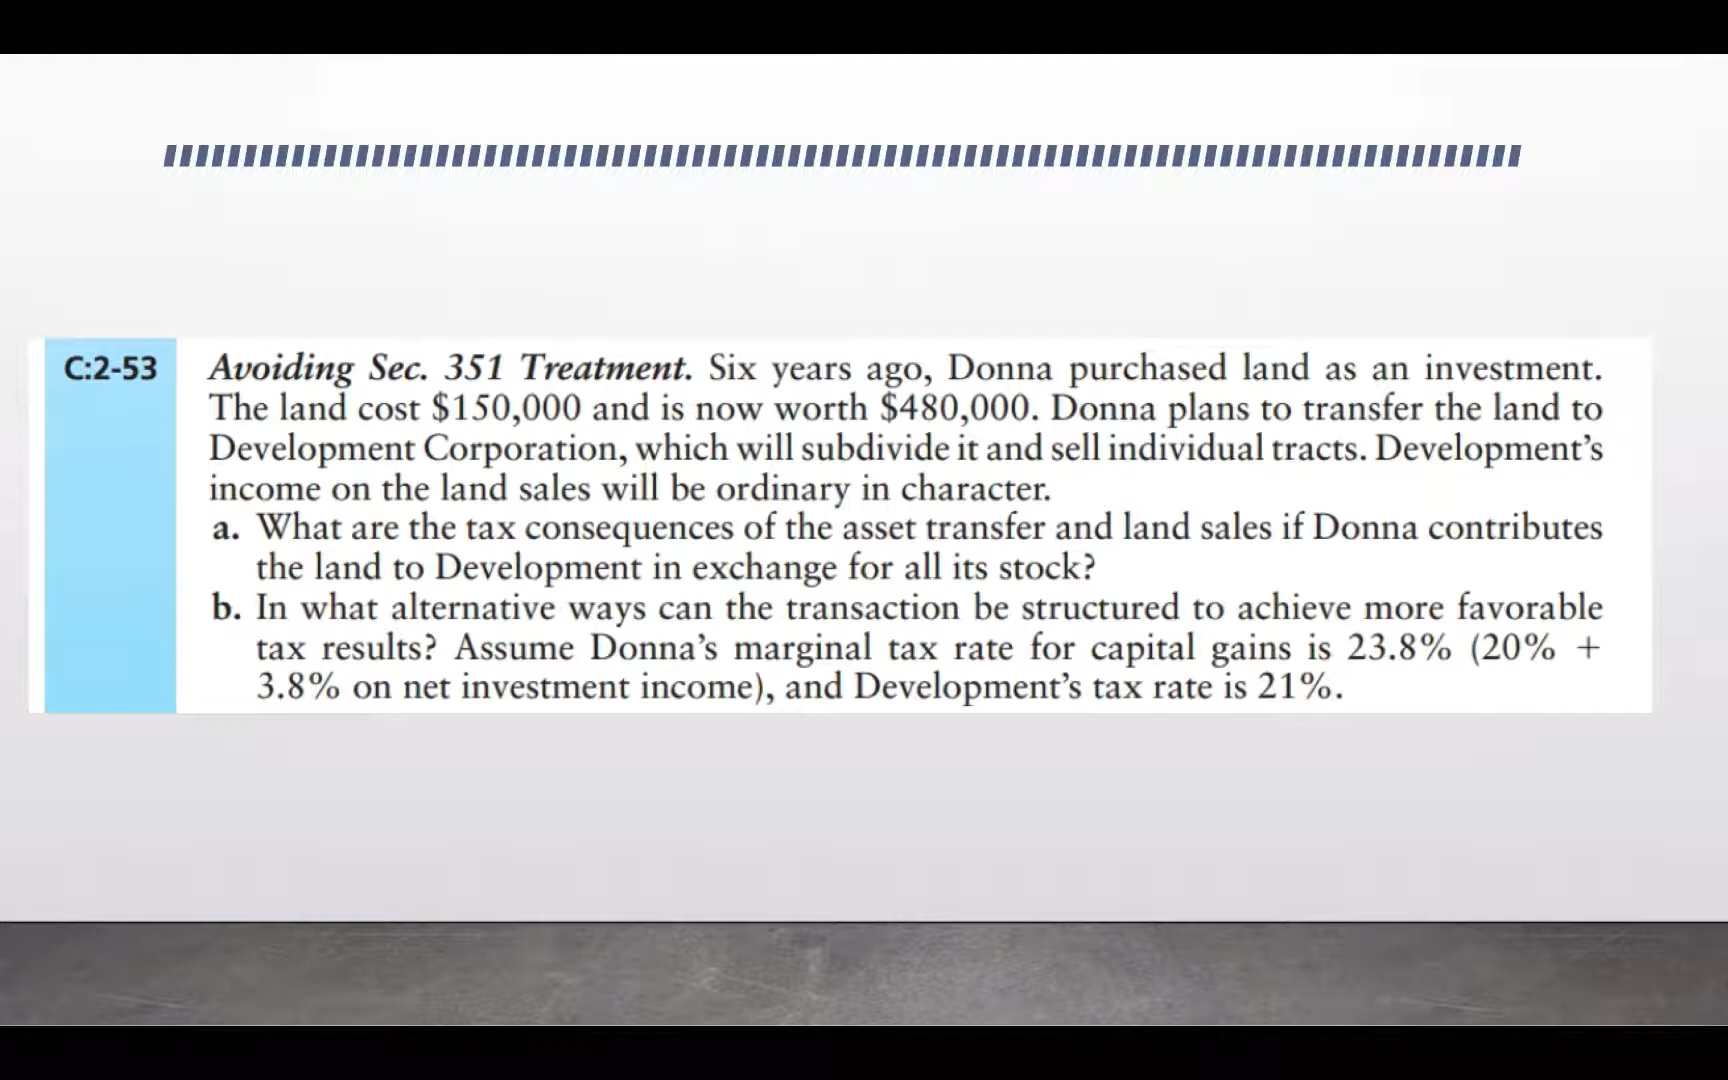 C:2-53 Avoiding Sec. 351 Treatment. Six years ago, Donna purchased land as an investment.
The land cost $150,000 and is now worth $480,000. Donna plans to transfer the land to
Development Corporation, which will subdivide it and sell individual tracts. Development’s
income on the land sales will be ordinary in character.
a. What are the tax consequences of the asset transfer and land sales if Donna contributes
the land to Development in exchange for all its stock?
b. In what alternative ways can the transaction be structured to achieve more favorable
tax results? Assume Donna’s marginal tax rate for capital gains is 23.8% (20% +
3.8% on net investment income), and Development’s tax rate is 21%.